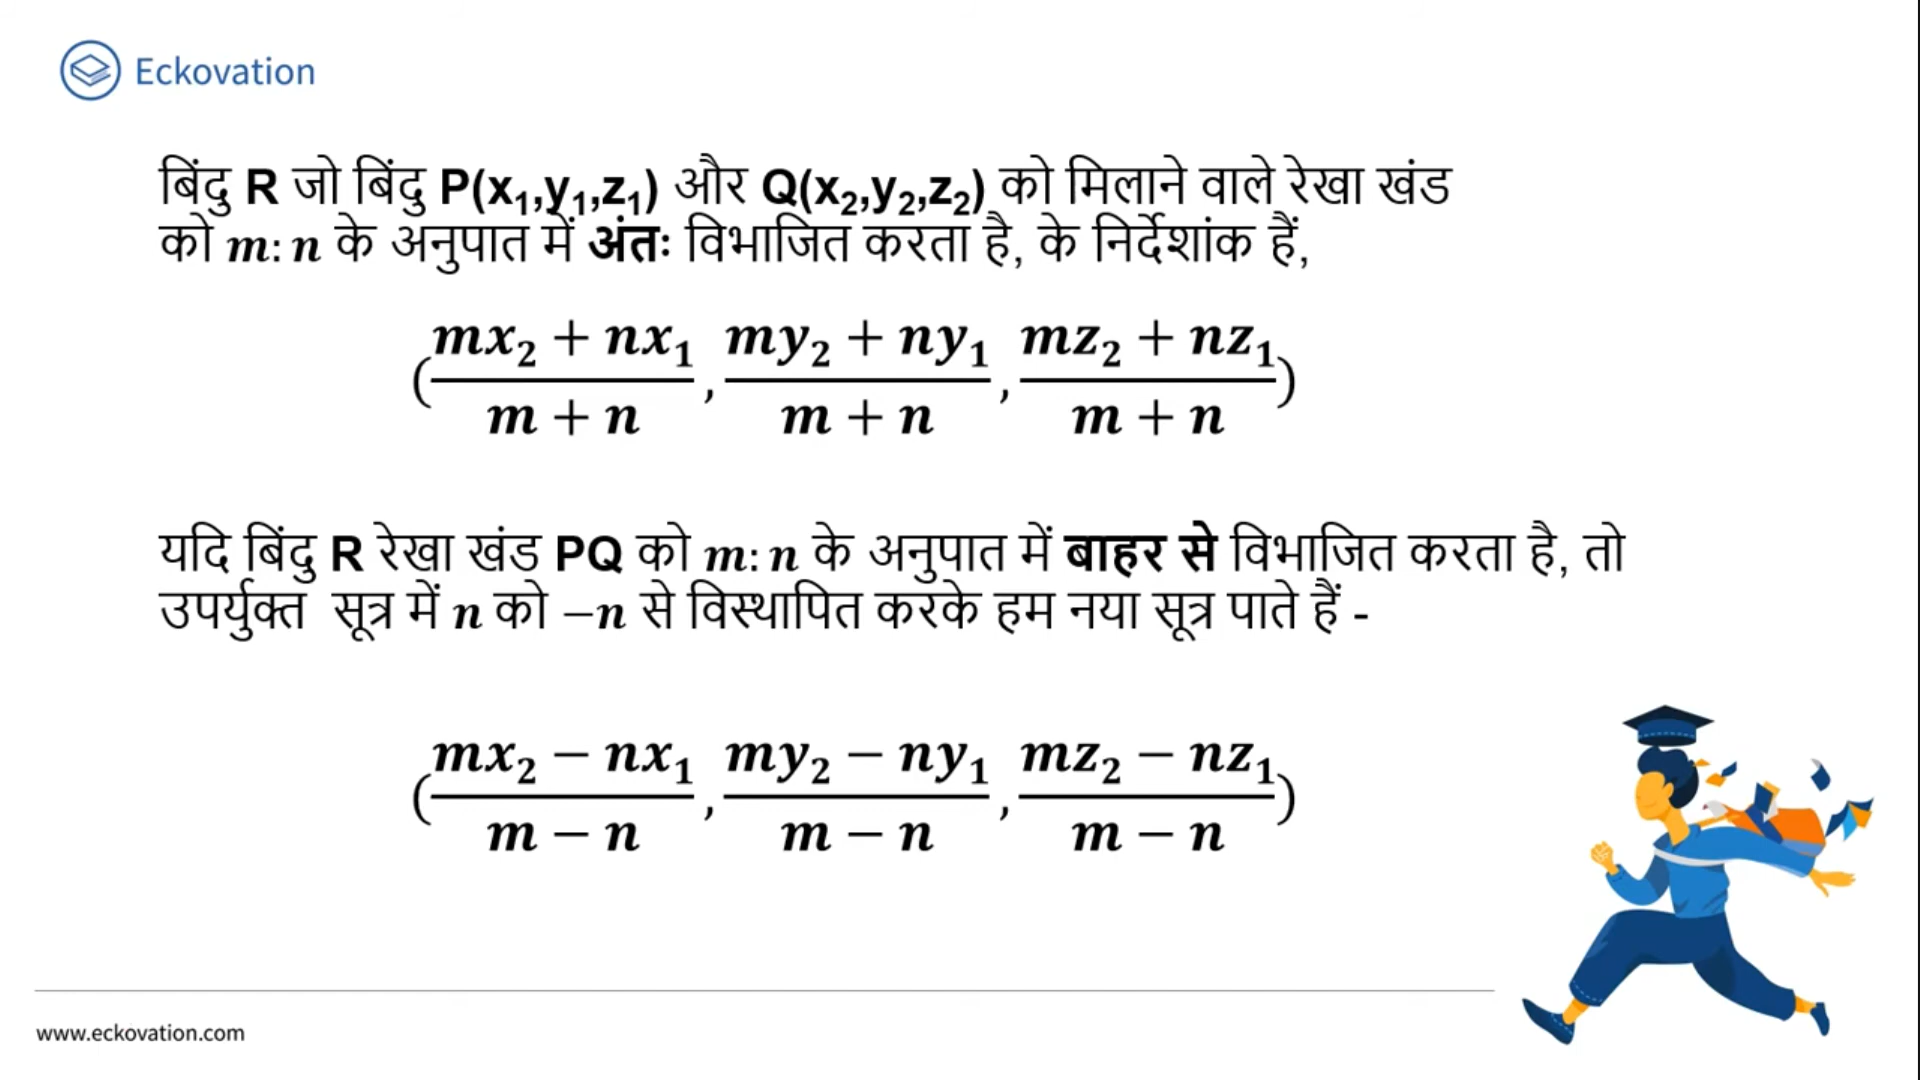 Eckovation
बिंदु R जो बिंदु P(x₁,y₁,z₁) और Q(x₂,y₂,z₂) को मिलाने वाले रेखा खंड
को m: n के अनुपात में अंतः विभाजित करता है, के निर्देशांक हैं,
(mx₂ + nx₁/m + n, my₂ + ny₁/m + n, mz₂ + nz₁/m + n)
यदि बिंदु R रेखा खंड PQ को m: n के अनुपात में बाहर से विभाजित करता है, तो
उपर्युक्त सूत्र में n को −n से विस्थापित करके हम नया सूत्र पाते हैं -
(mx₂ − nx₁/m − n, my₂ − ny₁/m − n, mz₂ − nz₁/m − n)
www.eckovation.com